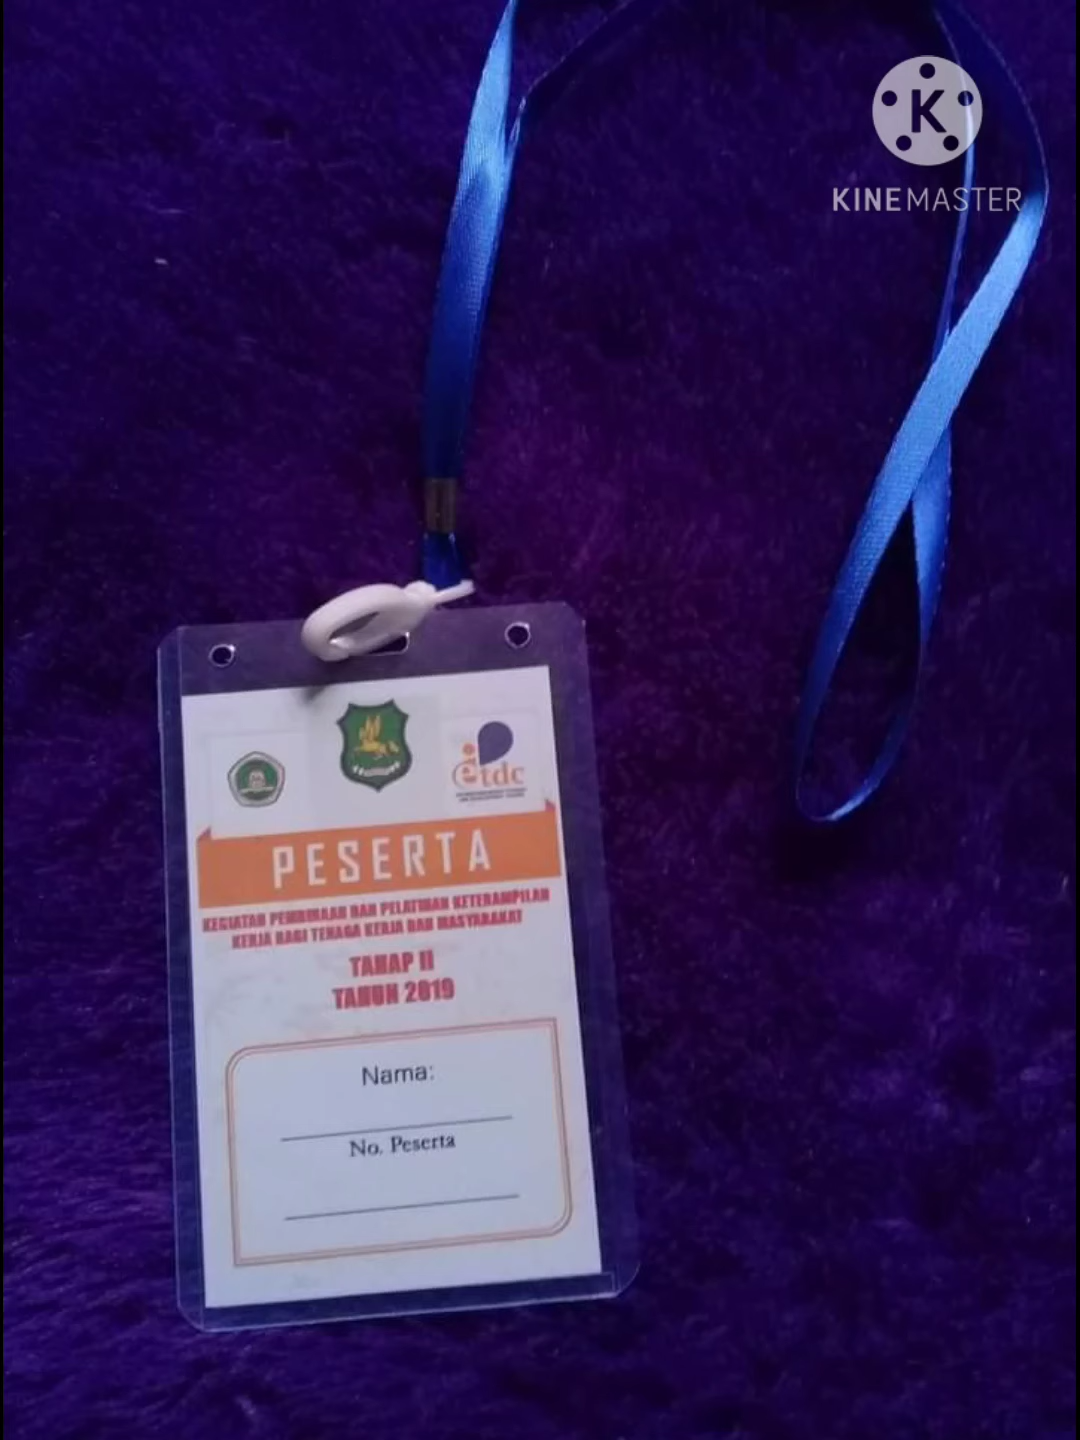 KINEMASTER
etdc
PESERTA
KEGIATAN PEMBINAAN DAN PELATIHAN KETERAMPILAN
KERJA BAGI TENAGA KERJA DAN MASYARAKAT
TAHAP II
TAHUN 2019
Nama:
No. Peserta